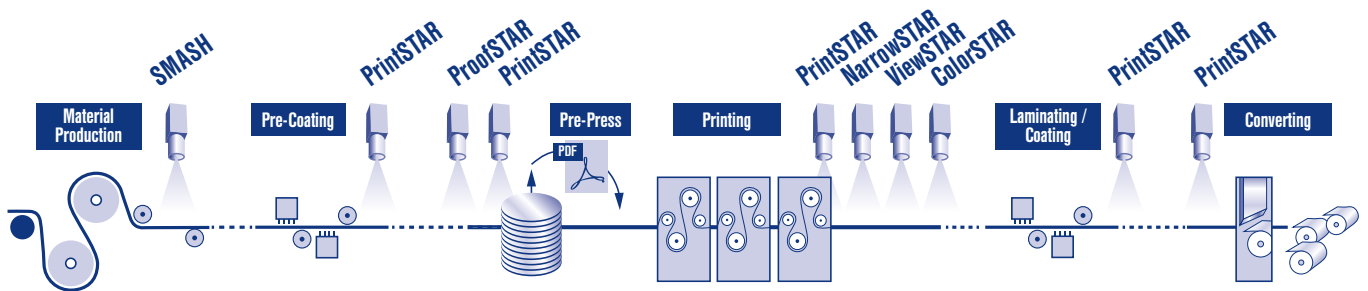 SMASH
PrintSTAR
ProofSTAR
PrintSTAR
PrintSTAR
NarrowSTAR
ViewSTAR
ColorSTAR
PrintSTAR
PrintSTAR
Material
Production
Pre-Coating
Pre-Press
Printing
Laminating /
Coating
Converting
PDF